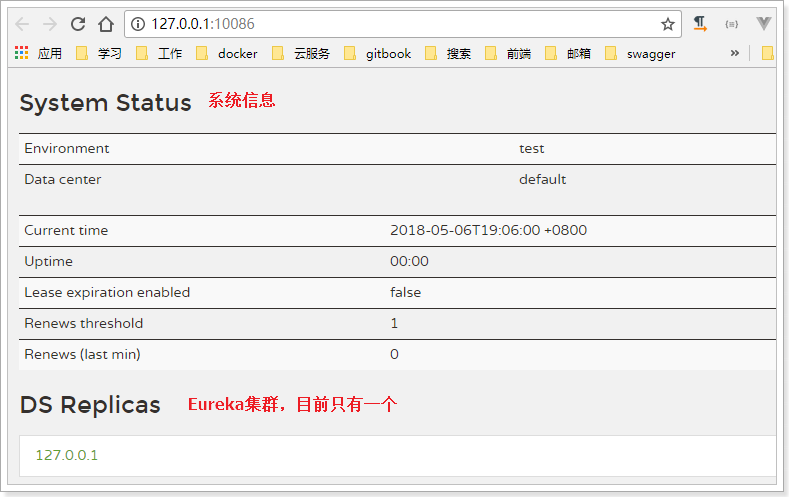 127.0.0.1:10086
应用 学习 工作 docker 云服务 gitbook 搜索 前端 邮箱 swagger »
System Status 系统信息
Environment test
Data center default
Current time 2018-05-06T19:06:00 +0800
Uptime 00:00
Lease expiration enabled false
Renews threshold 1
Renews (last min) 0
DS Replicas Eureka集群，目前只有一个
127.0.0.1